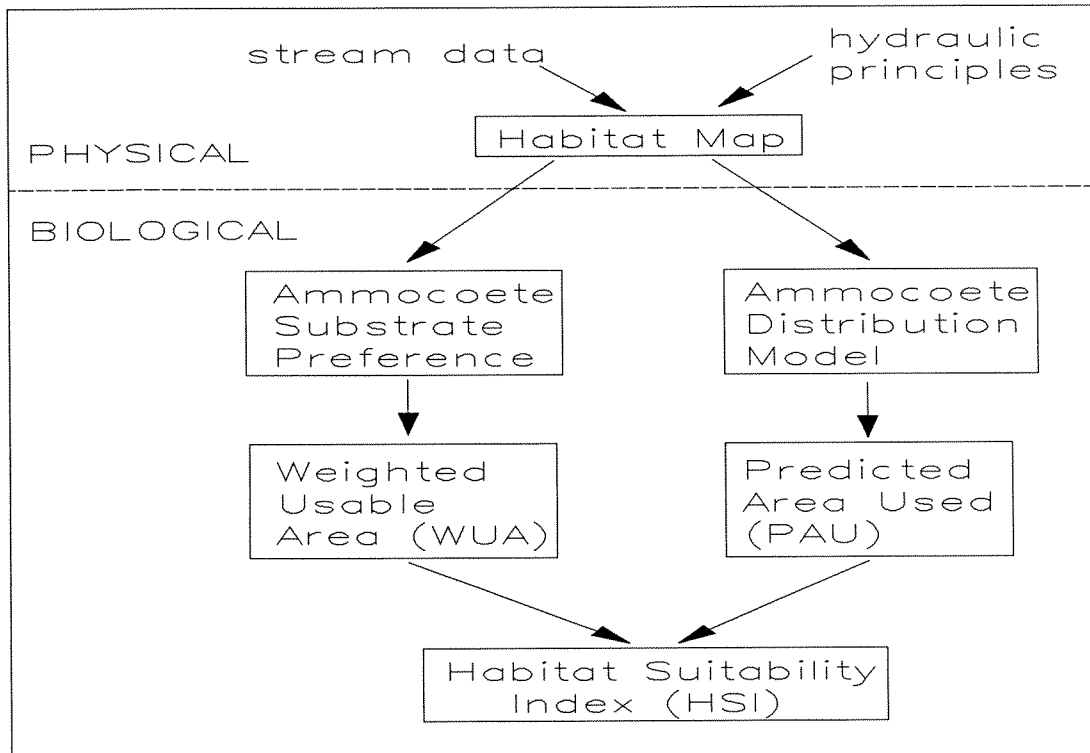 stream data
hydraulic
principles
Habitat Map
PHYSICAL
BIOLOGICAL
Ammocoete
Substrate
Preference
Ammocoete
Distribution
Model
Weighted
Usable
Area (WUA)
Predicted
Area Used
(PAU)
Habitat Suitability
Index (HSI)